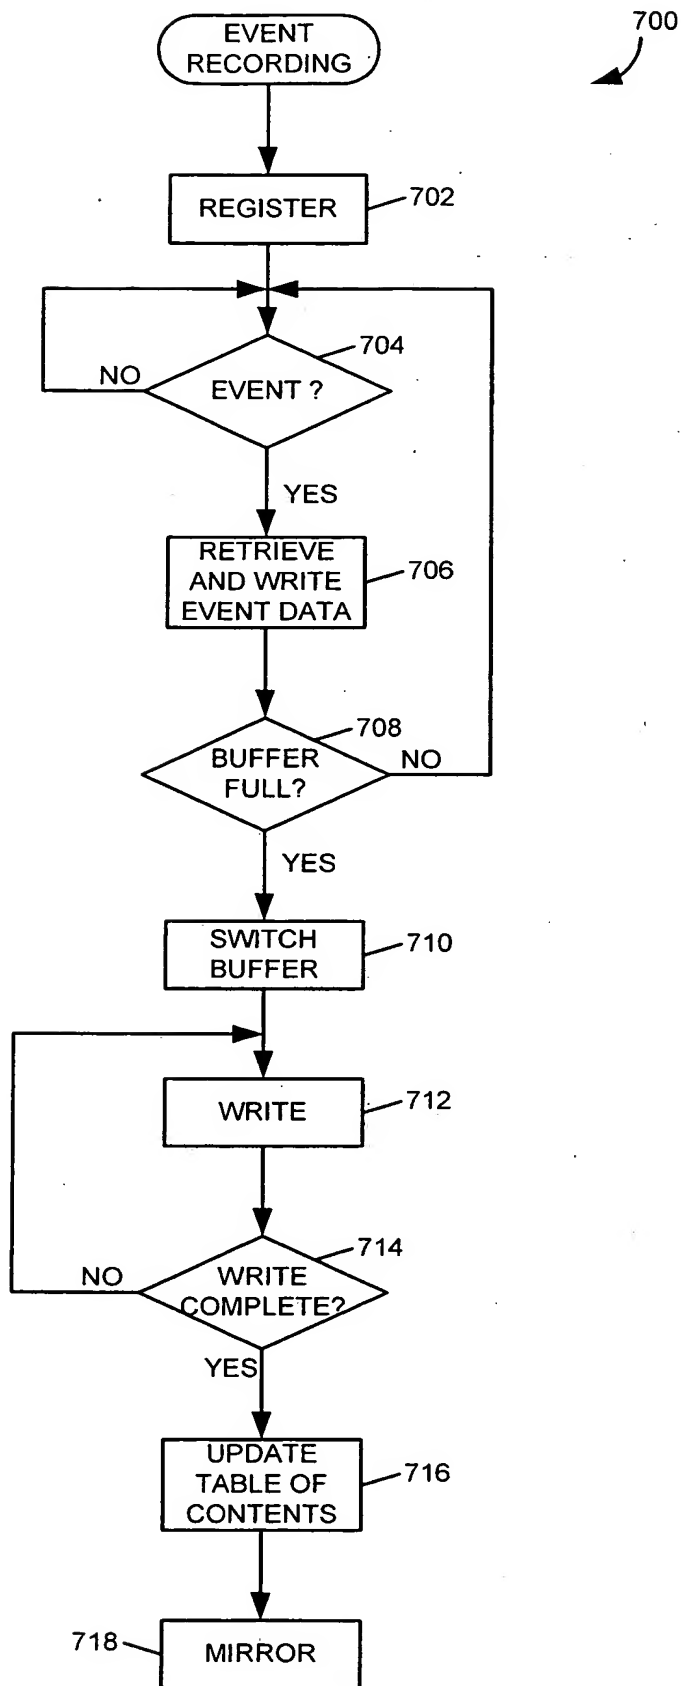 EVENT
RECORDING
700
REGISTER
702
704
NO
EVENT ?
YES
RETRIEVE
AND WRITE
EVENT DATA
706
708
BUFFER
FULL?
NO
YES
SWITCH
BUFFER
710
WRITE
712
714
NO
WRITE
COMPLETE?
YES
UPDATE
TABLE OF
CONTENTS
716
718
MIRROR